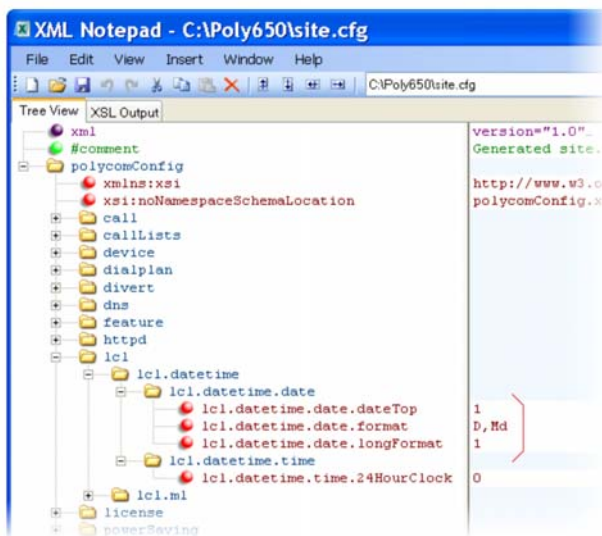 XML Notepad - C:\Poly650\site.cfg
File Edit View Insert Window Help
C:\Poly650\site.cfg
Tree View XSL Output
xml version="1.0"
#comment Generated site.
polycomConfig
xmlns:xsi http://www.w3.o
xsi:noNamespaceSchemaLocation polycomConfig.x
call
callLists
device
dialplan
divert
dns
feature
httpd
lcl
lcl.datetime
lcl.datetime.date
lcl.datetime.date.dateTop 1
lcl.datetime.date.format D,Md
lcl.datetime.date.longFormat 1
lcl.datetime.time
lcl.datetime.time.24HourClock 0
lcl.ml
license
powerSaving